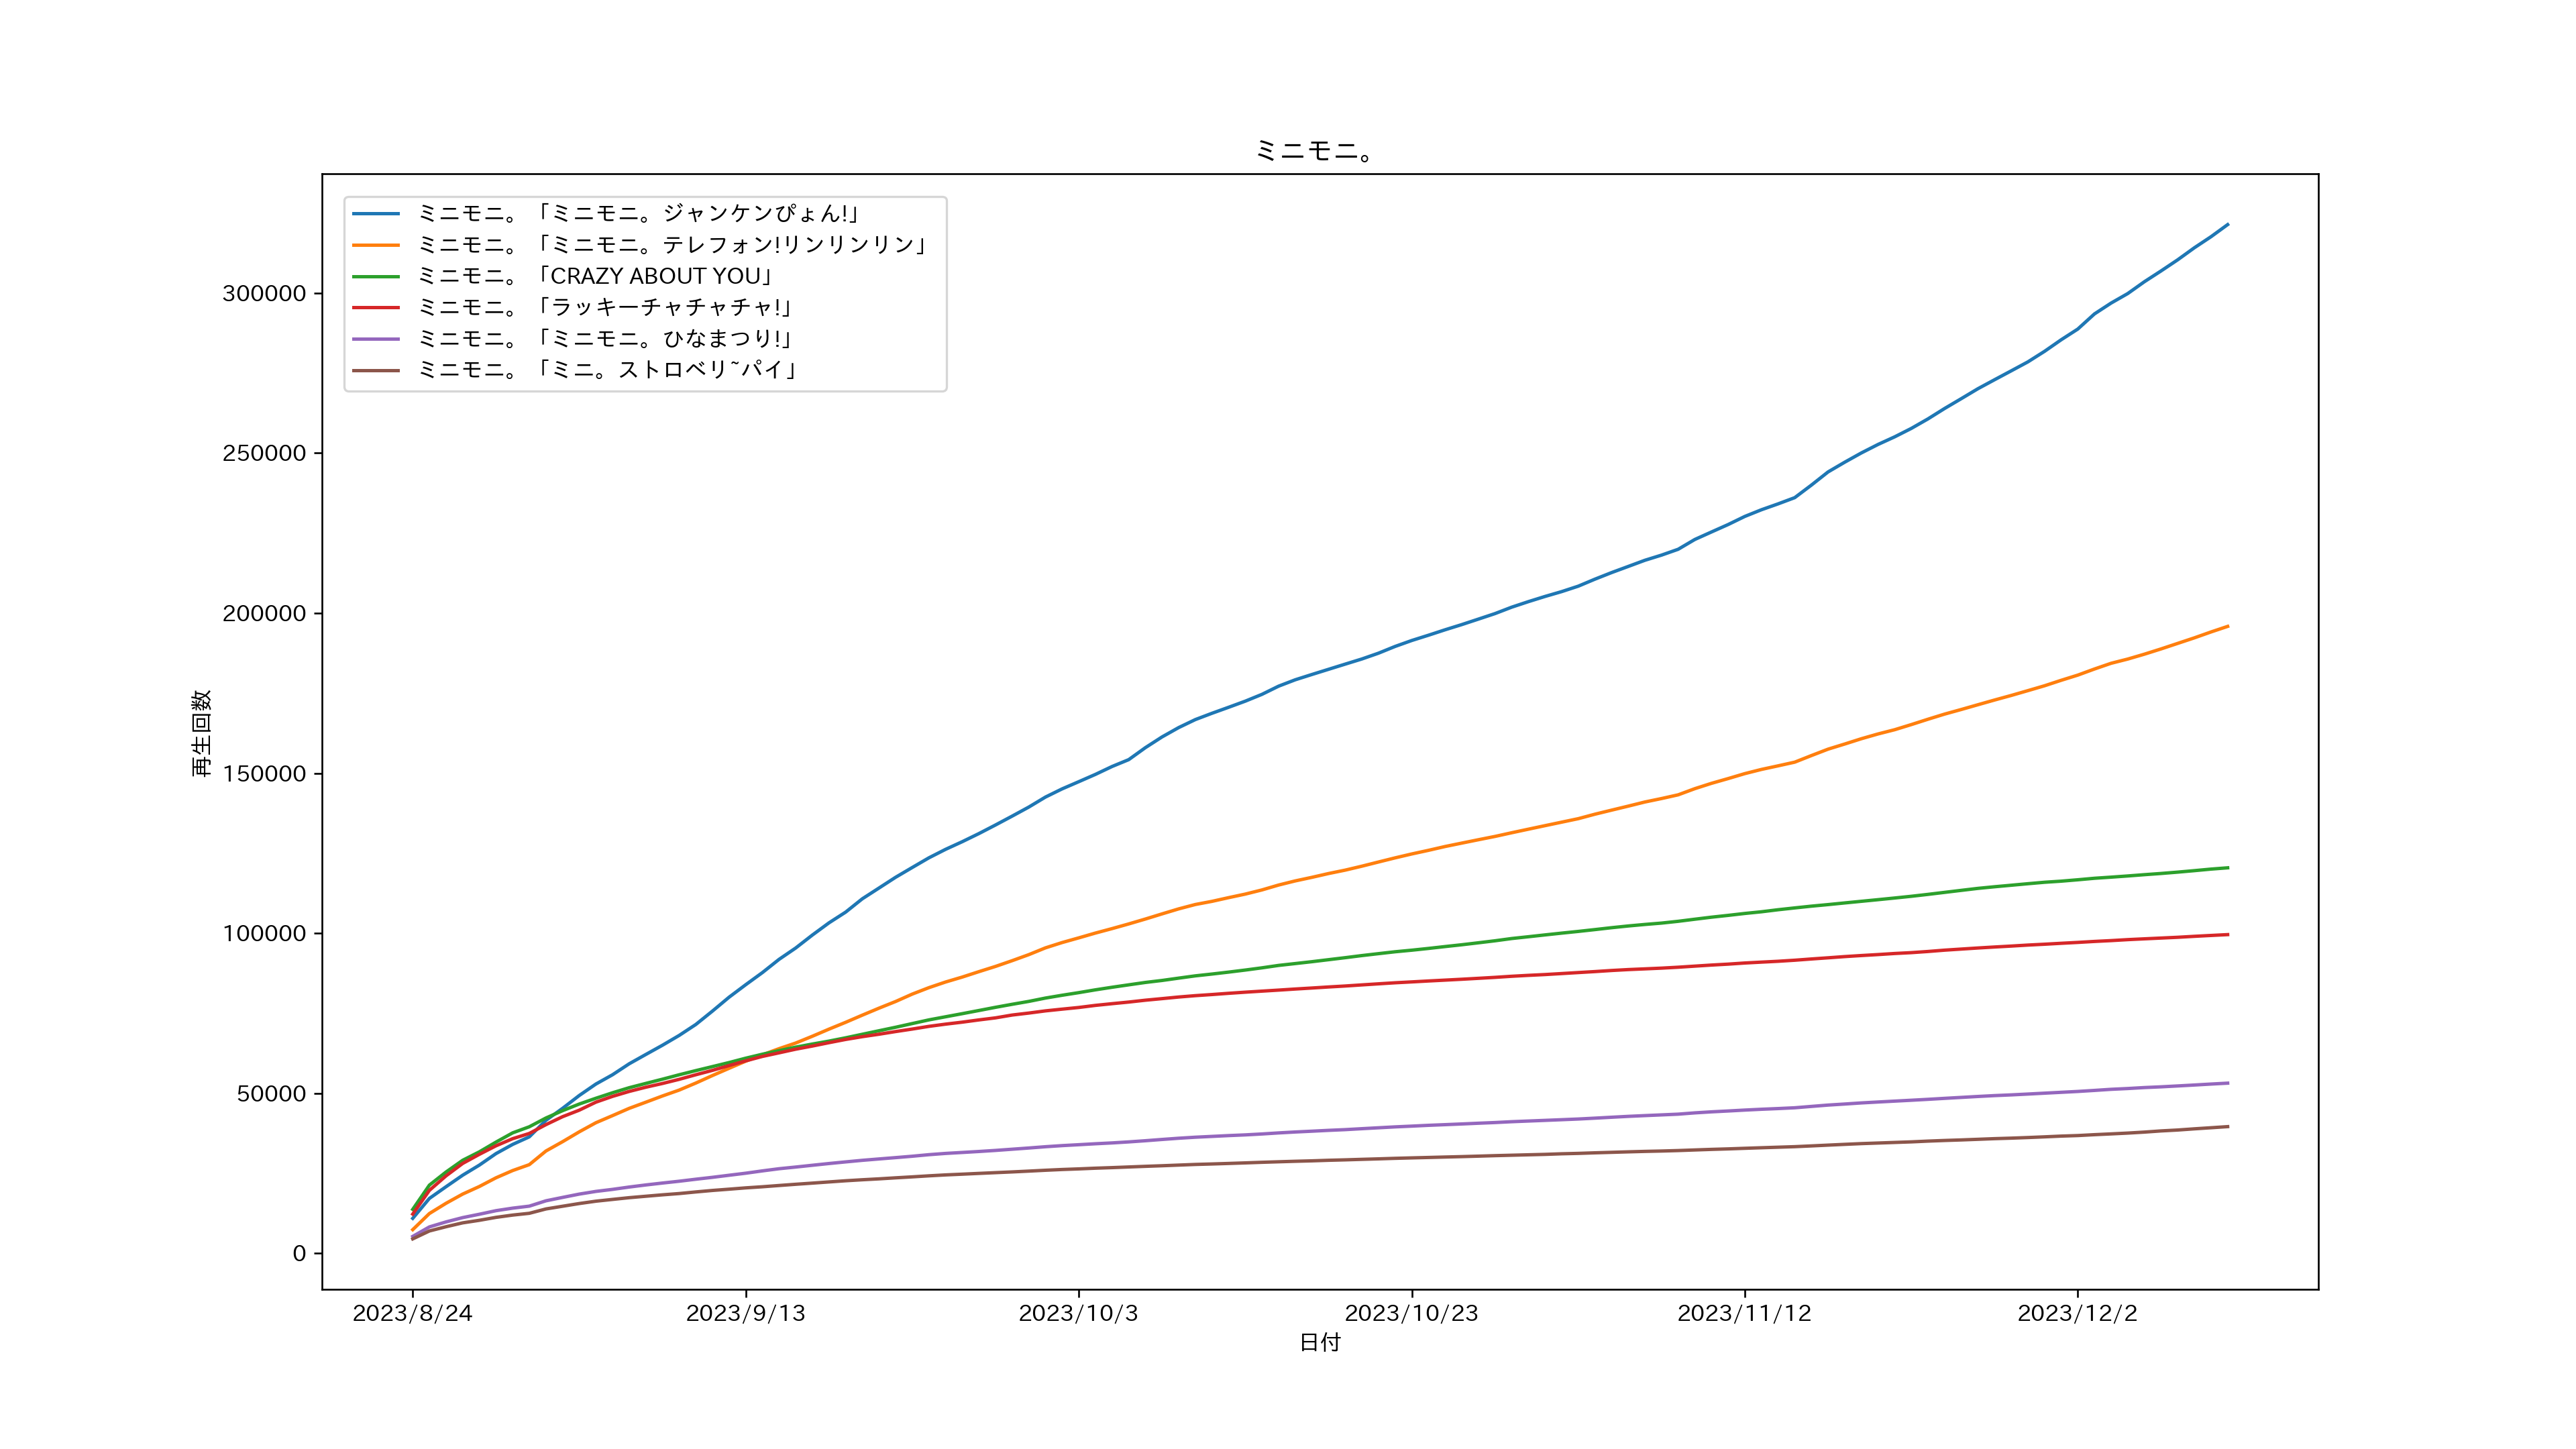 ミニモニ。
ミニモニ。「ミニモニ。ジャンケンぴょん!」
ミニモニ。「ミニモニ。テレフォン!リンリンリン」
ミニモニ。「CRAZY ABOUT YOU」
ミニモニ。「ラッキーチャチャチャ!」
ミニモニ。「ミニモニ。ひなまつり!」
ミニモニ。「ミニ。ストロベリ~パイ」
300000
250000
200000
150000
100000
50000
0
再生回数
2023/8/24 2023/9/13 2023/10/3 2023/10/23 2023/11/12 2023/12/2
日付